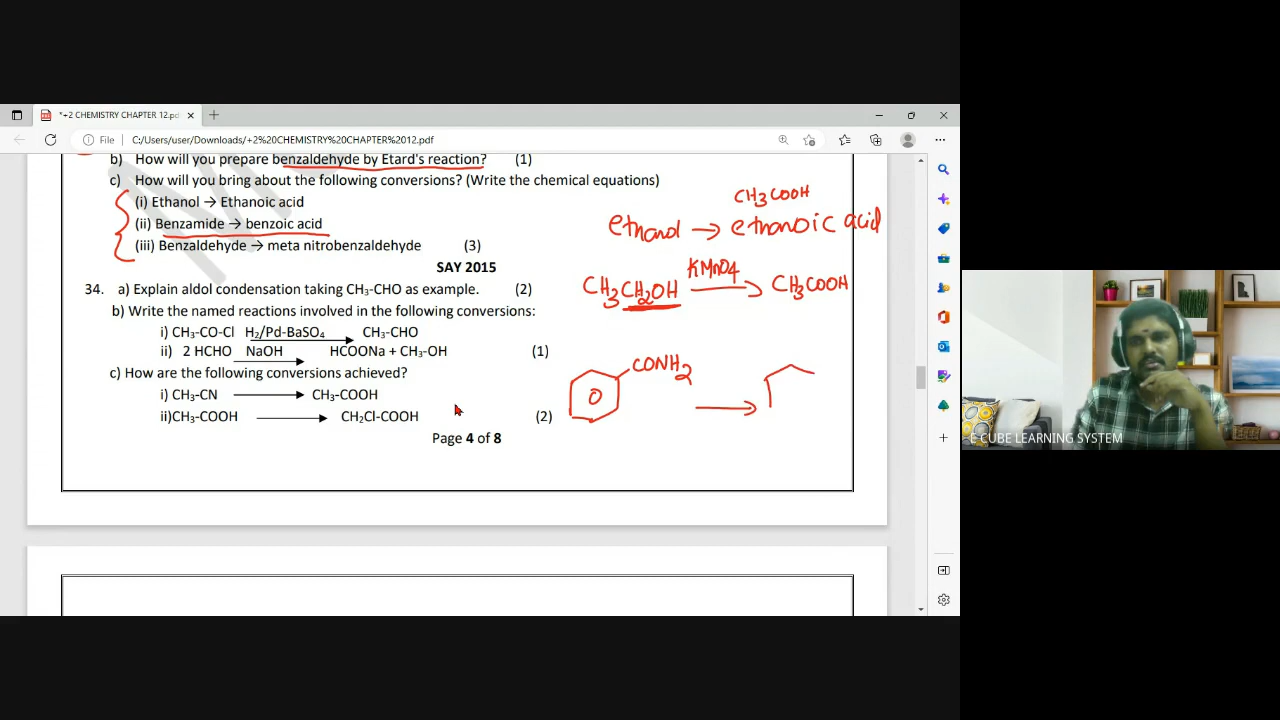 *+2 CHEMISTRY CHAPTER 12.pd
File C:/Users/user/Downloads/+2%20CHEMISTRY%20CHAPTER%2012.pdf
b) How will you prepare benzaldehyde by Etard's reaction? (1)
c) How will you bring about the following conversions? (Write the chemical equations)
(i) Ethanol → Ethanoic acid
(ii) Benzamide → benzoic acid
(iii) Benzaldehyde → meta nitrobenzaldehyde (3)
SAY 2015
34. a) Explain aldol condensation taking CH₃-CHO as example. (2)
b) Write the named reactions involved in the following conversions:
i) CH₃-CO-Cl H₂/Pd-BaSO₄ CH₃-CHO
ii) 2 HCHO NaOH HCOONa + CH₃-OH (1)
c) How are the following conversions achieved?
i) CH₃-CN → CH₃-COOH
ii)CH₃-COOH → CH₂Cl-COOH (2)
Page 4 of 8
CH₃COOH
ethanol → ethanoic acid
CH₃CH₂OH KMnO₄ → CH₃COOH
CONH₂
E CUBE LEARNING SYSTEM